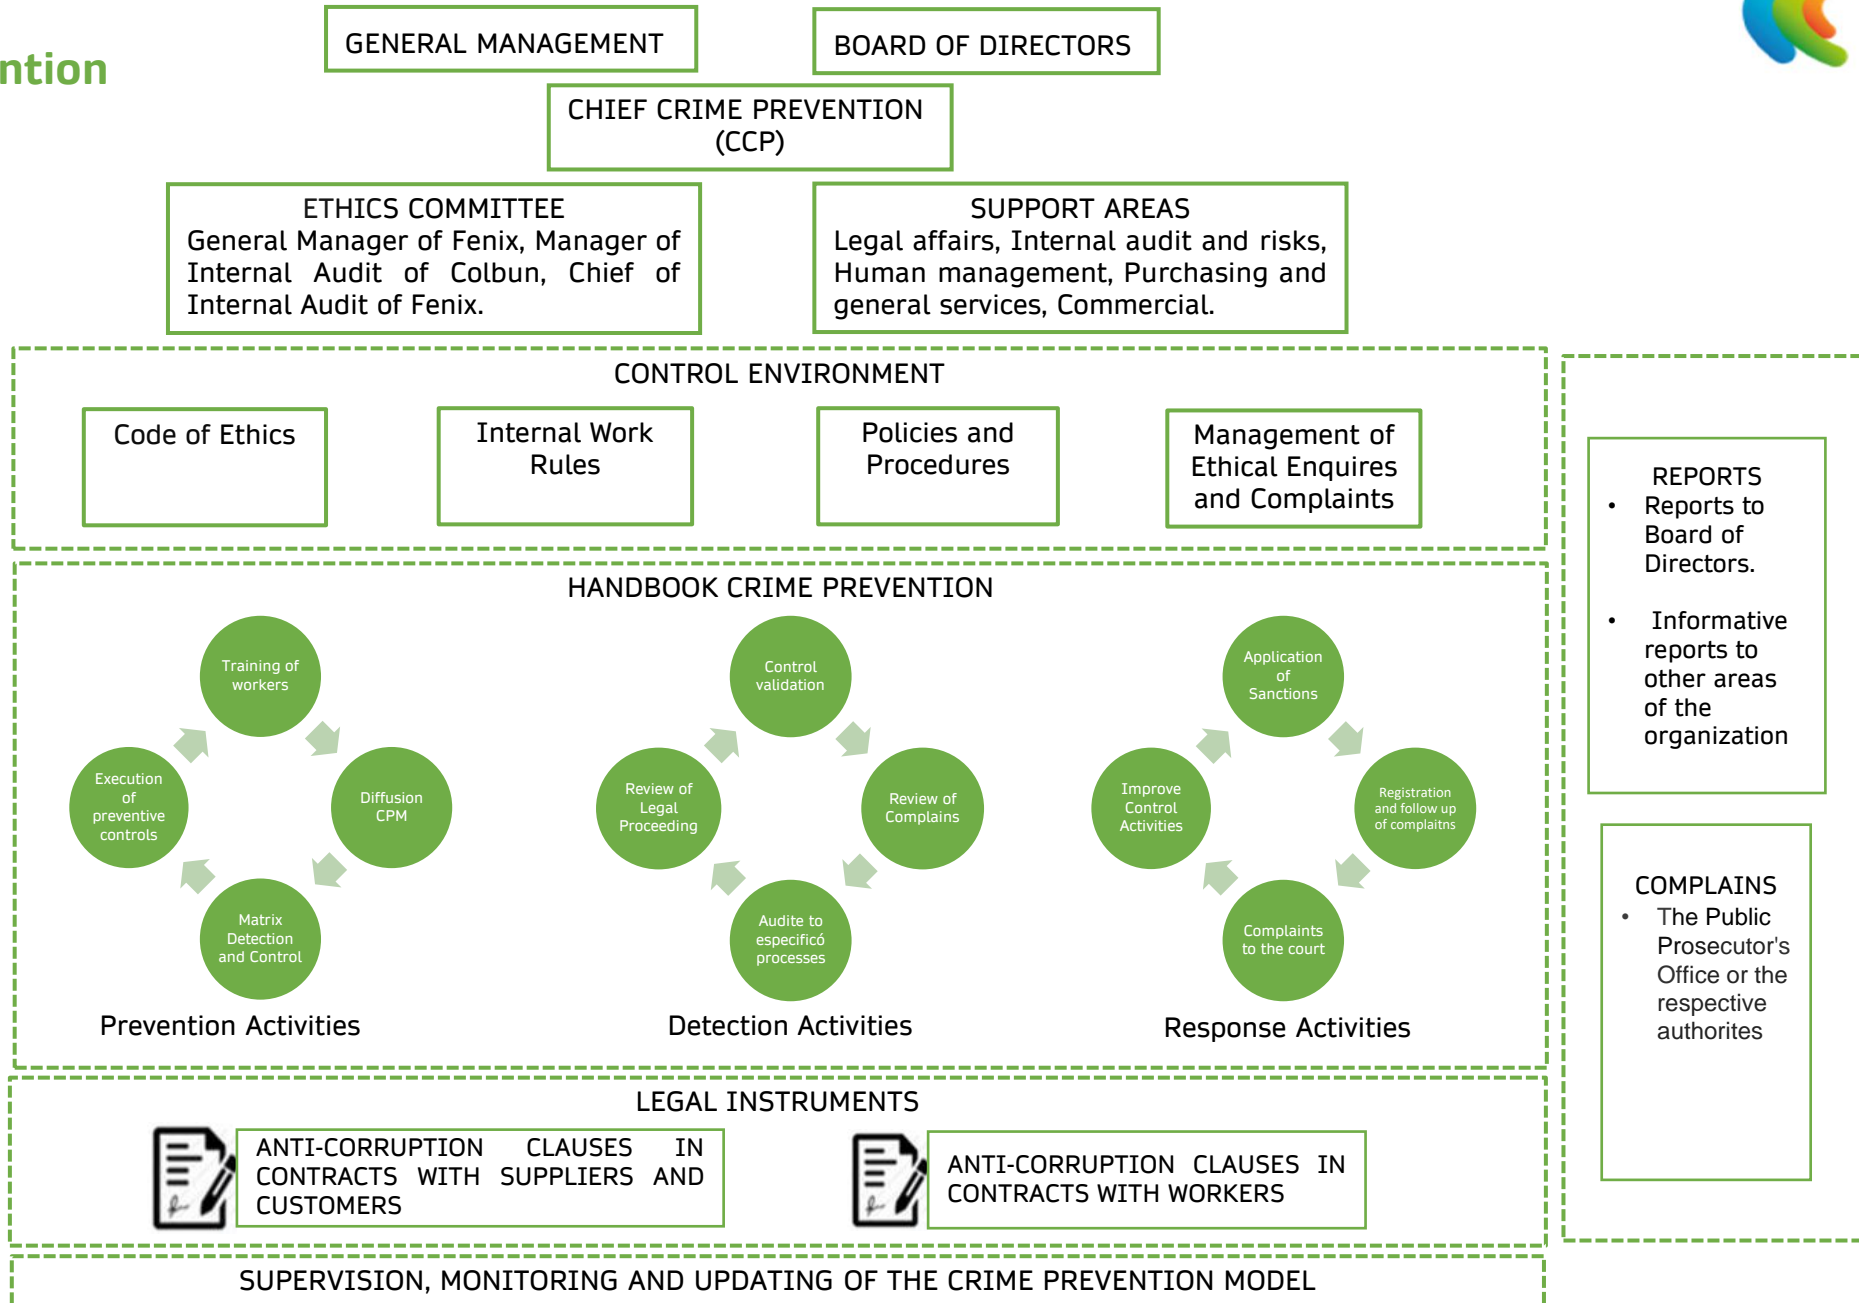 ntion
GENERAL MANAGEMENT
BOARD OF DIRECTORS
CHIEF CRIME PREVENTION
(CCP)
ETHICS COMMITTEE
General Manager of Fenix, Manager of
Internal Audit of Colbun, Chief of
Internal Audit of Fenix.
SUPPORT AREAS
Legal affairs, Internal audit and risks,
Human management, Purchasing and
general services, Commercial.
CONTROL ENVIRONMENT
Code of Ethics
Internal Work
Rules
Policies and
Procedures
Management of
Ethical Enquires
and Complaints
HANDBOOK CRIME PREVENTION
Training of
workers
Diffusion
CPM
Matrix
Detection
and Control
Execution
of
preventive
controls
Prevention Activities
Control
validation
Review of
Complains
Audite to
especificó
processes
Review of
Legal
Proceeding
Detection Activities
Application
of
Sanctions
Registration
and follow up
of complaitns
Complaints
to the court
Improve
Control
Activities
Response Activities
LEGAL INSTRUMENTS
ANTI-CORRUPTION CLAUSES IN
CONTRACTS WITH SUPPLIERS AND
CUSTOMERS
ANTI-CORRUPTION CLAUSES IN
CONTRACTS WITH WORKERS
SUPERVISION, MONITORING AND UPDATING OF THE CRIME PREVENTION MODEL
REPORTS
• Reports to
Board of
Directors.
• Informative
reports to
other areas
of the
organization
COMPLAINS
• The Public
Prosecutor's
Office or the
respective
authorites